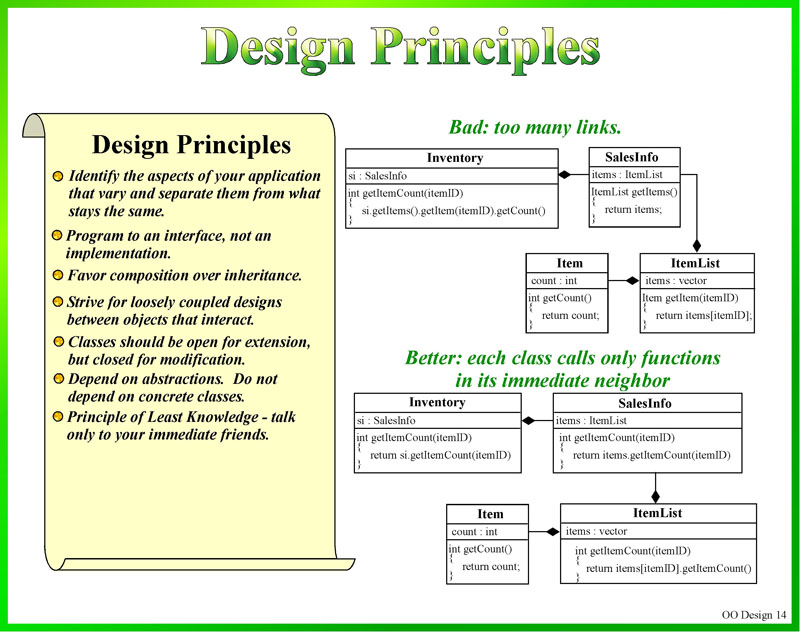 Design Principles
Design Principles
Identify the aspects of your application
that vary and separate them from what
stays the same.
Program to an interface, not an
implementation.
Favor composition over inheritance.
Strive for loosely coupled designs
between objects that interact.
Classes should be open for extension,
but closed for modification.
Depend on abstractions.  Do not
depend on concrete classes.
Principle of Least Knowledge - talk
only to your immediate friends.
Bad: too many links.
Inventory
si : SalesInfo
int getItemCount(itemID)
{
si.getItems().getItem(itemID).getCount()
}
SalesInfo
items : ItemList
ItemList getItems()
{
return items;
}
Item
count : int
int getCount()
{
return count;
}
ItemList
items : vector
Item getItem(itemID)
{
return items[itemID];
}
Better: each class calls only functions
in its immediate neighbor
Inventory
si : SalesInfo
int getItemCount(itemID)
{
return si.getItemCount(itemID)
}
SalesInfo
items : ItemList
int getItemCount(itemID)
{
return items.getItemCount(itemID)
}
Item
count : int
int getCount()
{
return count;
}
ItemList
items : vector
int getItemCount(itemID)
{
return items[itemID].getItemCount()
}
OO Design 14